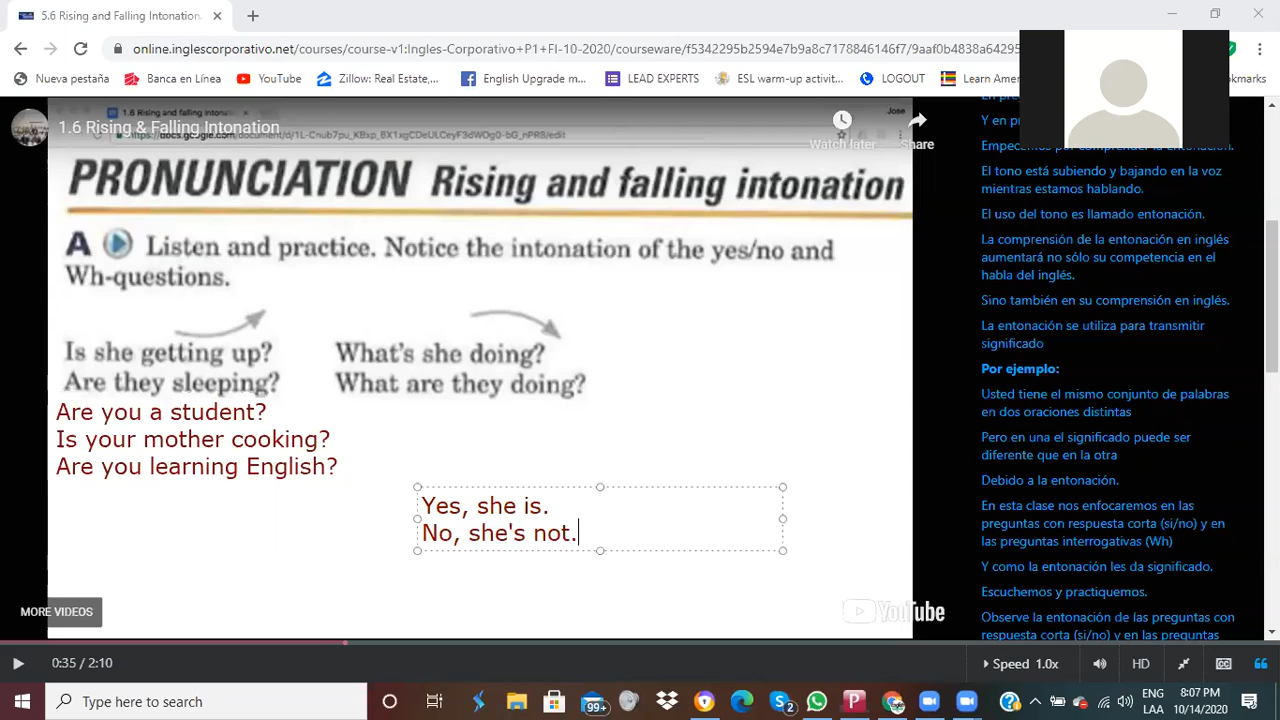 5.6 Rising and Falling Intonation
online.inglescorporativo.net/courses/course-v1:Ingles-Corporativo+P1+FI-10-2020/courseware/f5342295b2594e7b9a8c7178846146f7/9aaf0b4838a64295
Nueva pestaña
Banca en Línea
YouTube
Zillow: Real Estate,...
English Upgrade m...
LEAD EXPERTS
ESL warm-up activit...
LOGOUT
Learn Amer
kmarks
1.6 Rising and falling intona
Jose
1.6 Rising & Falling Intonation
Watch later
Share
PRONUNCIATION Rising and falling intonation
A Listen and practice. Notice the intonation of the yes/no and
Wh-questions.
Is she getting up?
What's she doing?
Are they sleeping?
What are they doing?
Are you a student?
Is your mother cooking?
Are you learning English?
Yes, she is.
No, she's not.
MORE VIDEOS
YouTube
Y en p
El tono está subiendo y bajando en la voz
mientras estamos hablando.
El uso del tono es llamado entonación.
La comprensión de la entonación en inglés
aumentará no sólo su competencia en el
habla del inglés.
Sino también en su comprensión en inglés.
La entonación se utiliza para transmitir
significado
Por ejemplo:
Usted tiene el mismo conjunto de palabras
en dos oraciones distintas
Pero en una el significado puede ser
diferente que en la otra
Debido a la entonación.
En esta clase nos enfocaremos en las
preguntas con respuesta corta (si/no) y en
las preguntas interrogativas (Wh)
Y como la entonación les da significado.
Escuchemos y practiquemos.
Observe la entonación de las preguntas con
respuesta corta (si/no) y en las preguntas
0:35 / 2:10
Speed 1.0x
HD
Type here to search
99+
2
ENG
LAA
8:07 PM
10/14/2020